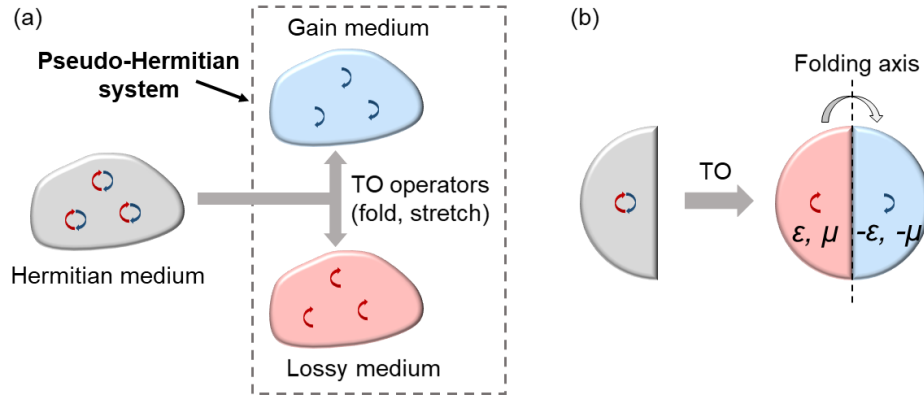 (a)
Gain medium
Pseudo-Hermitian
system
TO operators
(fold, stretch)
Hermitian medium
Lossy medium
(b)
Folding axis
TO
ε, μ
-ε, -μ